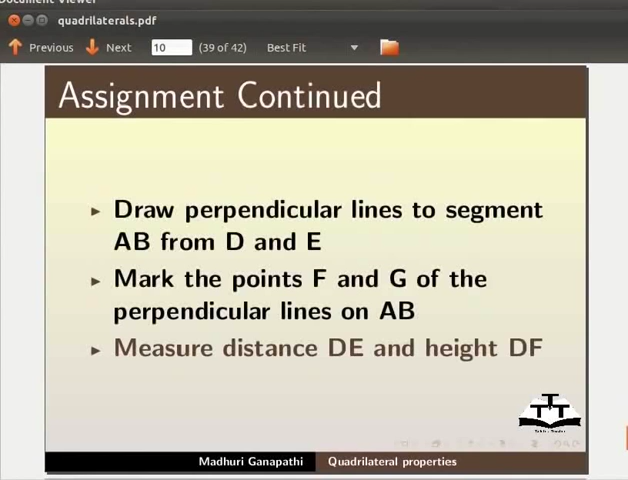 Document Viewer
quadrilaterals.pdf
Previous Next 10 (39 of 42) Best Fit
Assignment Continued
Draw perpendicular lines to segment
AB from D and E
Mark the points F and G of the
perpendicular lines on AB
Measure distance DE and height DF
Madhuri Ganapathi Quadrilateral properties